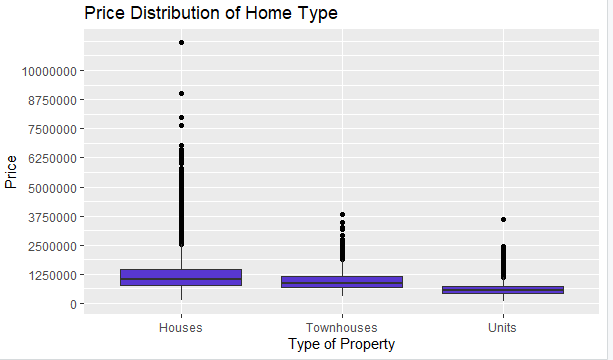 Price Distribution of Home Type
Price
10000000
8750000
7500000
6250000
5000000
3750000
2500000
1250000
0
Houses Townhouses Units
Type of Property